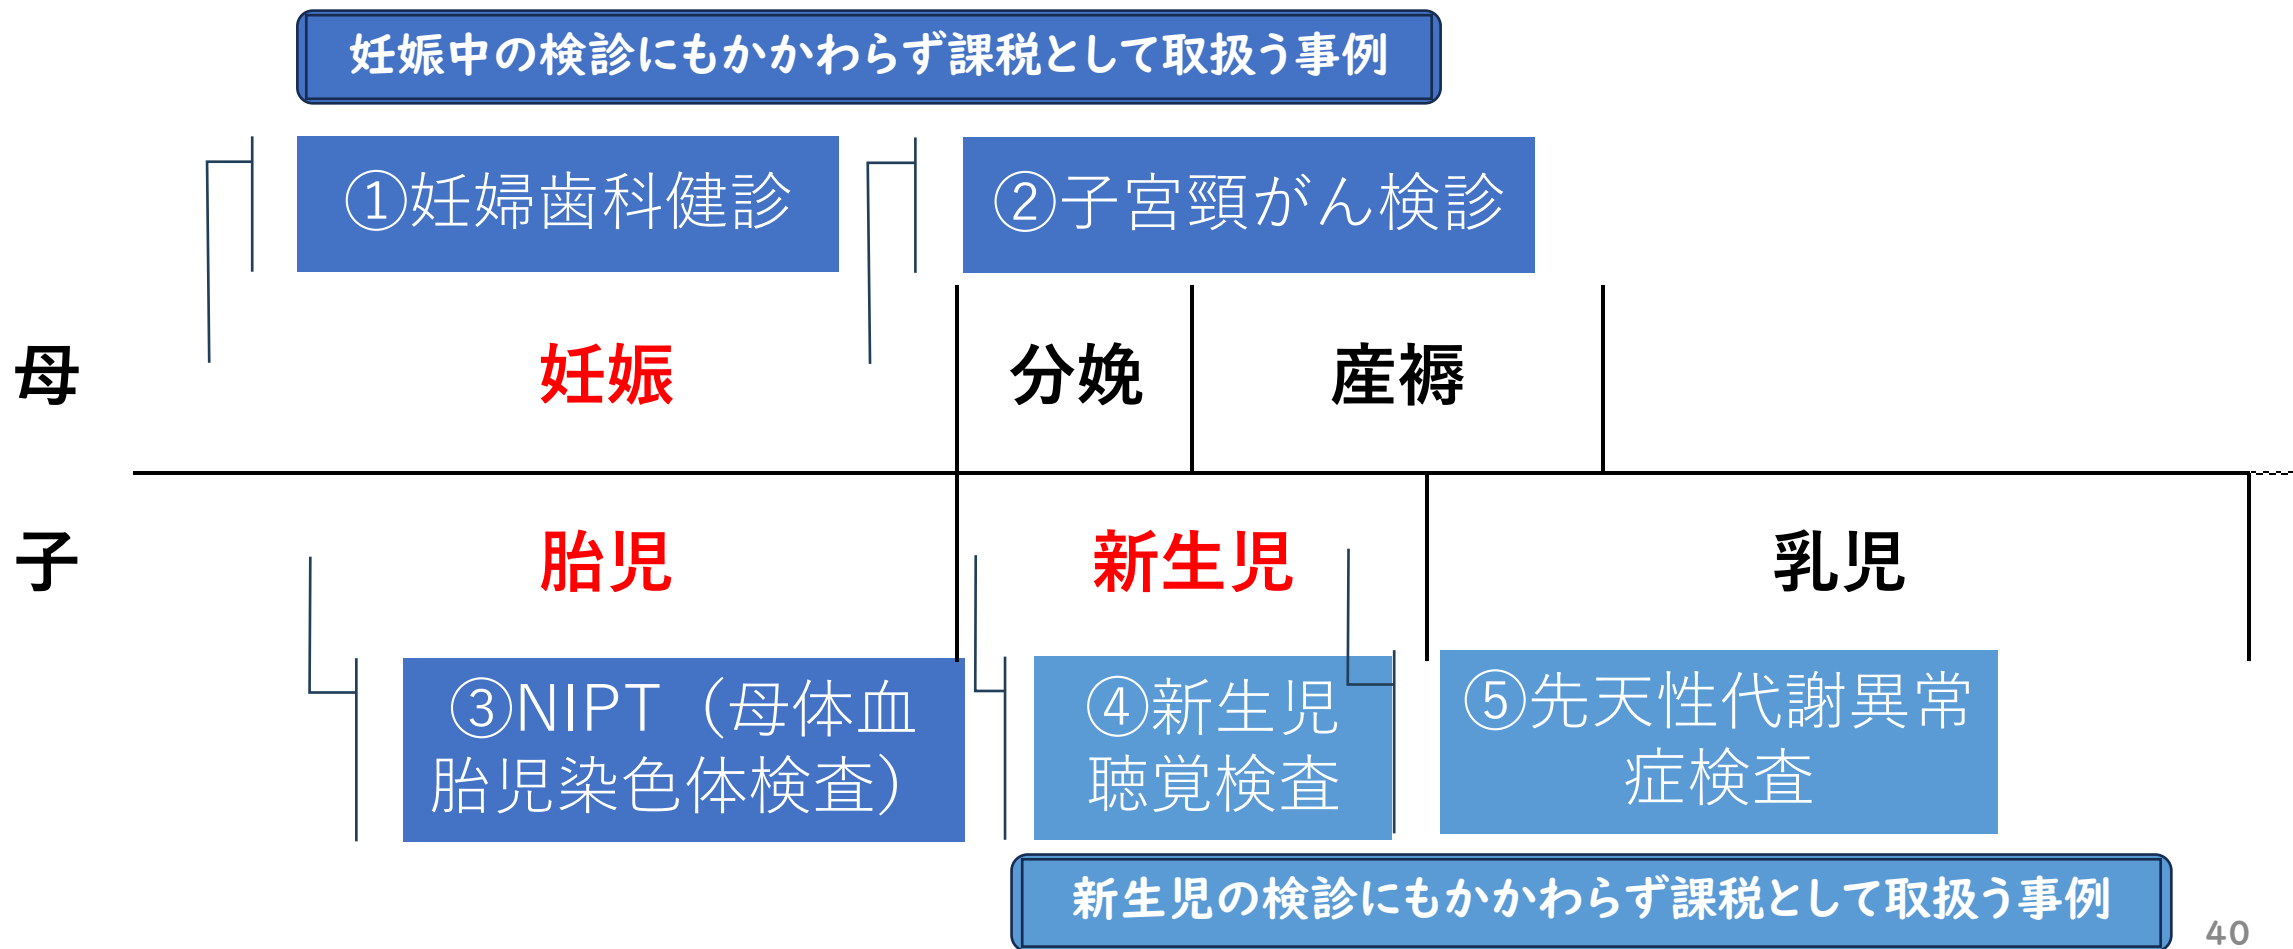 妊娠中の検診にもかかわらず課税として取扱う事例
①妊婦歯科健診
②子宮頸がん検診
母
妊娠
分娩
産褥
子
胎児
新生児
乳児
③NIPT（母体血
胎児染色体検査）
④新生児
聴覚検査
⑤先天性代謝異常
症検査
新生児の検診にもかかわらず課税として取扱う事例
40